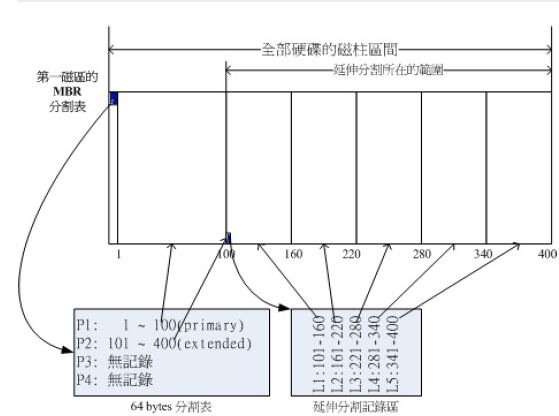 全部硬碟的磁柱區間
延伸分割所在的範圍
第一磁區的
MBR
分割表
1 100 160 220 280 340 400
P1: 1 ~ 100(primary)
P2: 101 ~ 400(extended)
P3: 無記錄
P4: 無記錄
L1:101-160
L2:161-220
L3:221-280
L4:281-340
L5:341-400
64 bytes 分割表
延伸分割記錄區